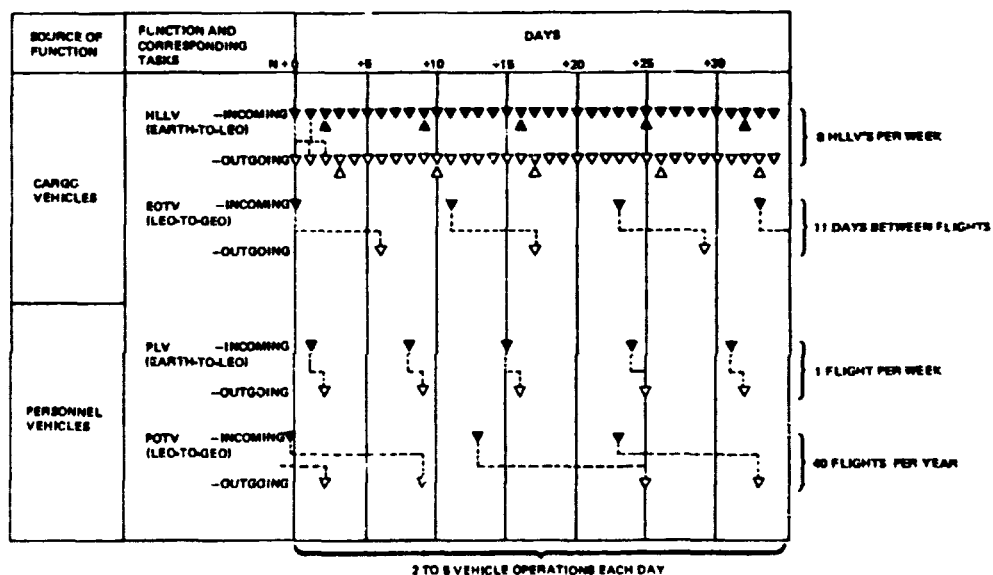 SOURCE OF FUNCTION
FUNCTION AND CORRESPONDING TASKS
DAYS
N + 0 +5 +10 +15 +20 +25 +30
CARGO VEHICLES
HLLV –INCOMING
(EARTH-TO-LEO)
–OUTGOING
8 HLLV'S PER WEEK
EOTV –INCOMING
(LEO-TO-GEO)
–OUTGOING
11 DAYS BETWEEN FLIGHTS
PERSONNEL VEHICLES
PLV –INCOMING
(EARTH-TO-LEO)
–OUTGOING
1 FLIGHT PER WEEK
POTV –INCOMING
(LEO-TO-GEO)
–OUTGOING
40 FLIGHTS PER YEAR
2 TO 5 VEHICLE OPERATIONS EACH DAY